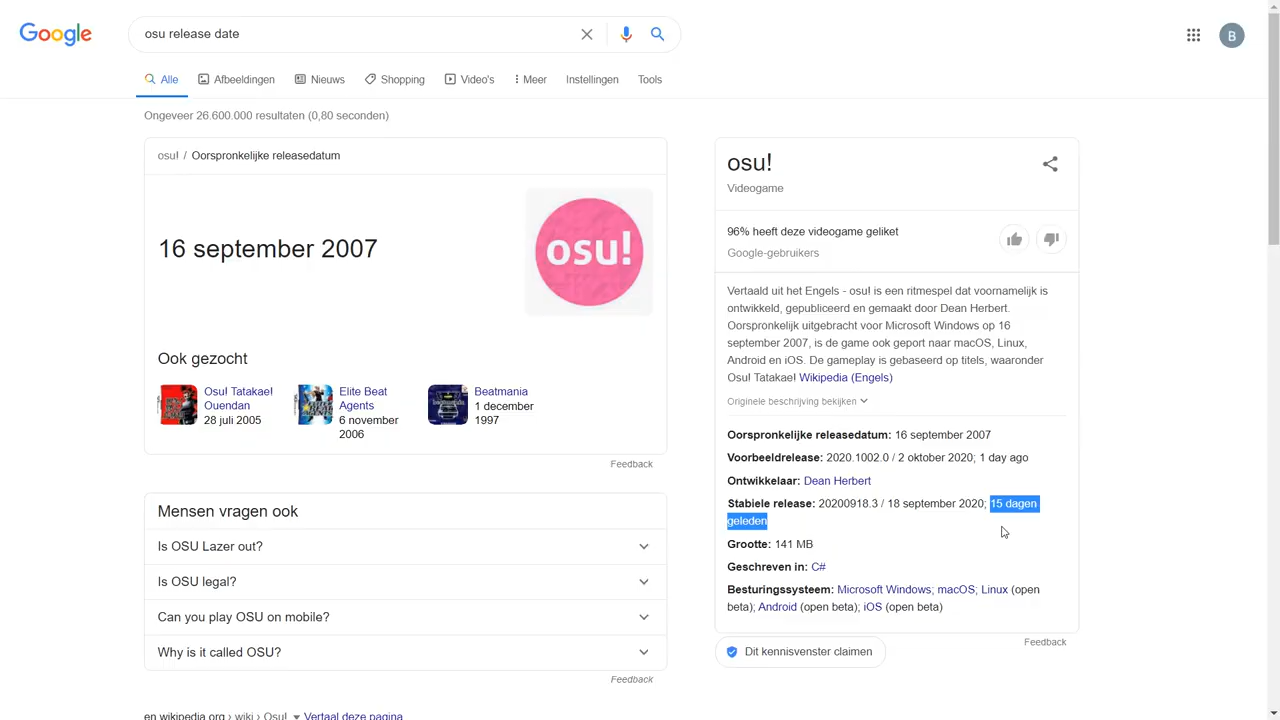 Google
osu release date
B
Alle
Afbeeldingen
Nieuws
Shopping
Video's
Meer
Instellingen
Tools
Ongeveer 26.600.000 resultaten (0,80 seconden)
osu! / Oorspronkelijke releasedatum
16 september 2007
osu!
Ook gezocht
Osu! Tatakae!
Ouendan
28 juli 2005
Elite Beat
Agents
6 november
2006
Beatmania
1 december
1997
Feedback
Mensen vragen ook
Is OSU Lazer out?
Is OSU legal?
Can you play OSU on mobile?
Why is it called OSU?
Feedback
en.wikipedia.org › wiki › Osu! ▾ Vertaal deze pagina
osu!
Videogame
96% heeft deze videogame geliket
Google-gebruikers
Vertaald uit het Engels - osu! is een ritmespel dat voornamelijk is
ontwikkeld, gepubliceerd en gemaakt door Dean Herbert.
Oorspronkelijk uitgebracht voor Microsoft Windows op 16
september 2007, is de game ook geport naar macOS, Linux,
Android en iOS. De gameplay is gebaseerd op titels, waaronder
Osu! Tatakae! Wikipedia (Engels)
Originele beschrijving bekijken
Oorspronkelijke releasedatum: 16 september 2007
Voorbeeldrelease: 2020.1002.0 / 2 oktober 2020; 1 day ago
Ontwikkelaar: Dean Herbert
Stabiele release: 20200918.3 / 18 september 2020; 15 dagen
geleden
Grootte: 141 MB
Geschreven in: C#
Besturingssysteem: Microsoft Windows; macOS; Linux (open
beta); Android (open beta); iOS (open beta)
Feedback
Dit kennisvenster claimen